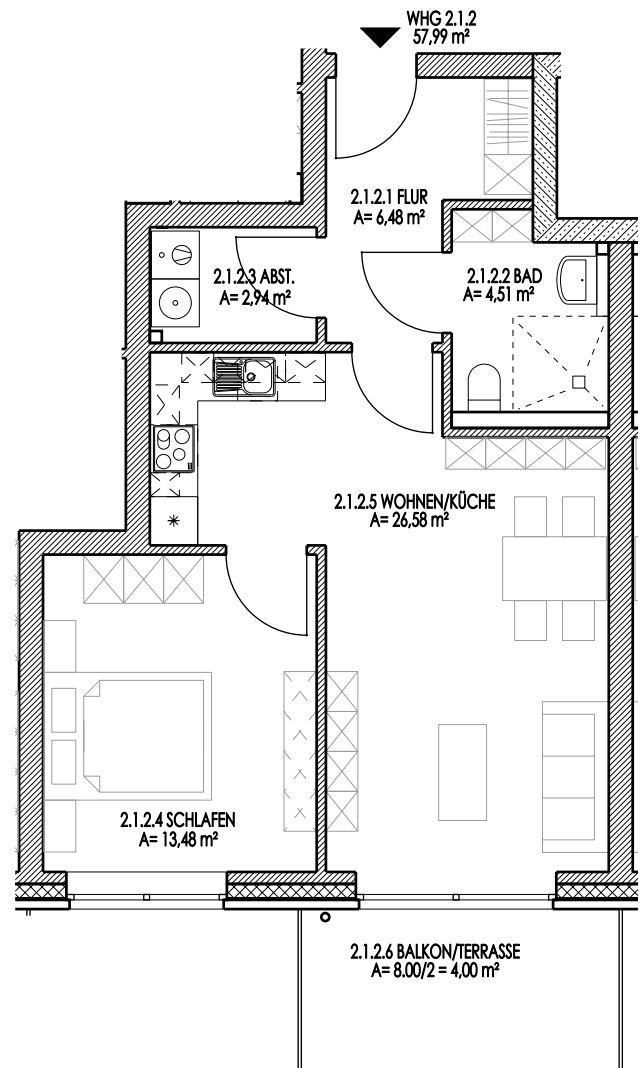 WHG 2.1.2
57,99 m²
2.1.2.1 FLUR
A= 6,48 m²
2.1.2.3 ABST.
A= 2,94 m²
2.1.2.2 BAD
A= 4,51 m²
2.1.2.5 WOHNEN/KÜCHE
A= 26,58 m²
2.1.2.4 SCHLAFEN
A= 13,48 m²
2.1.2.6 BALKON/TERRASSE
A= 8.00/2 = 4,00 m²